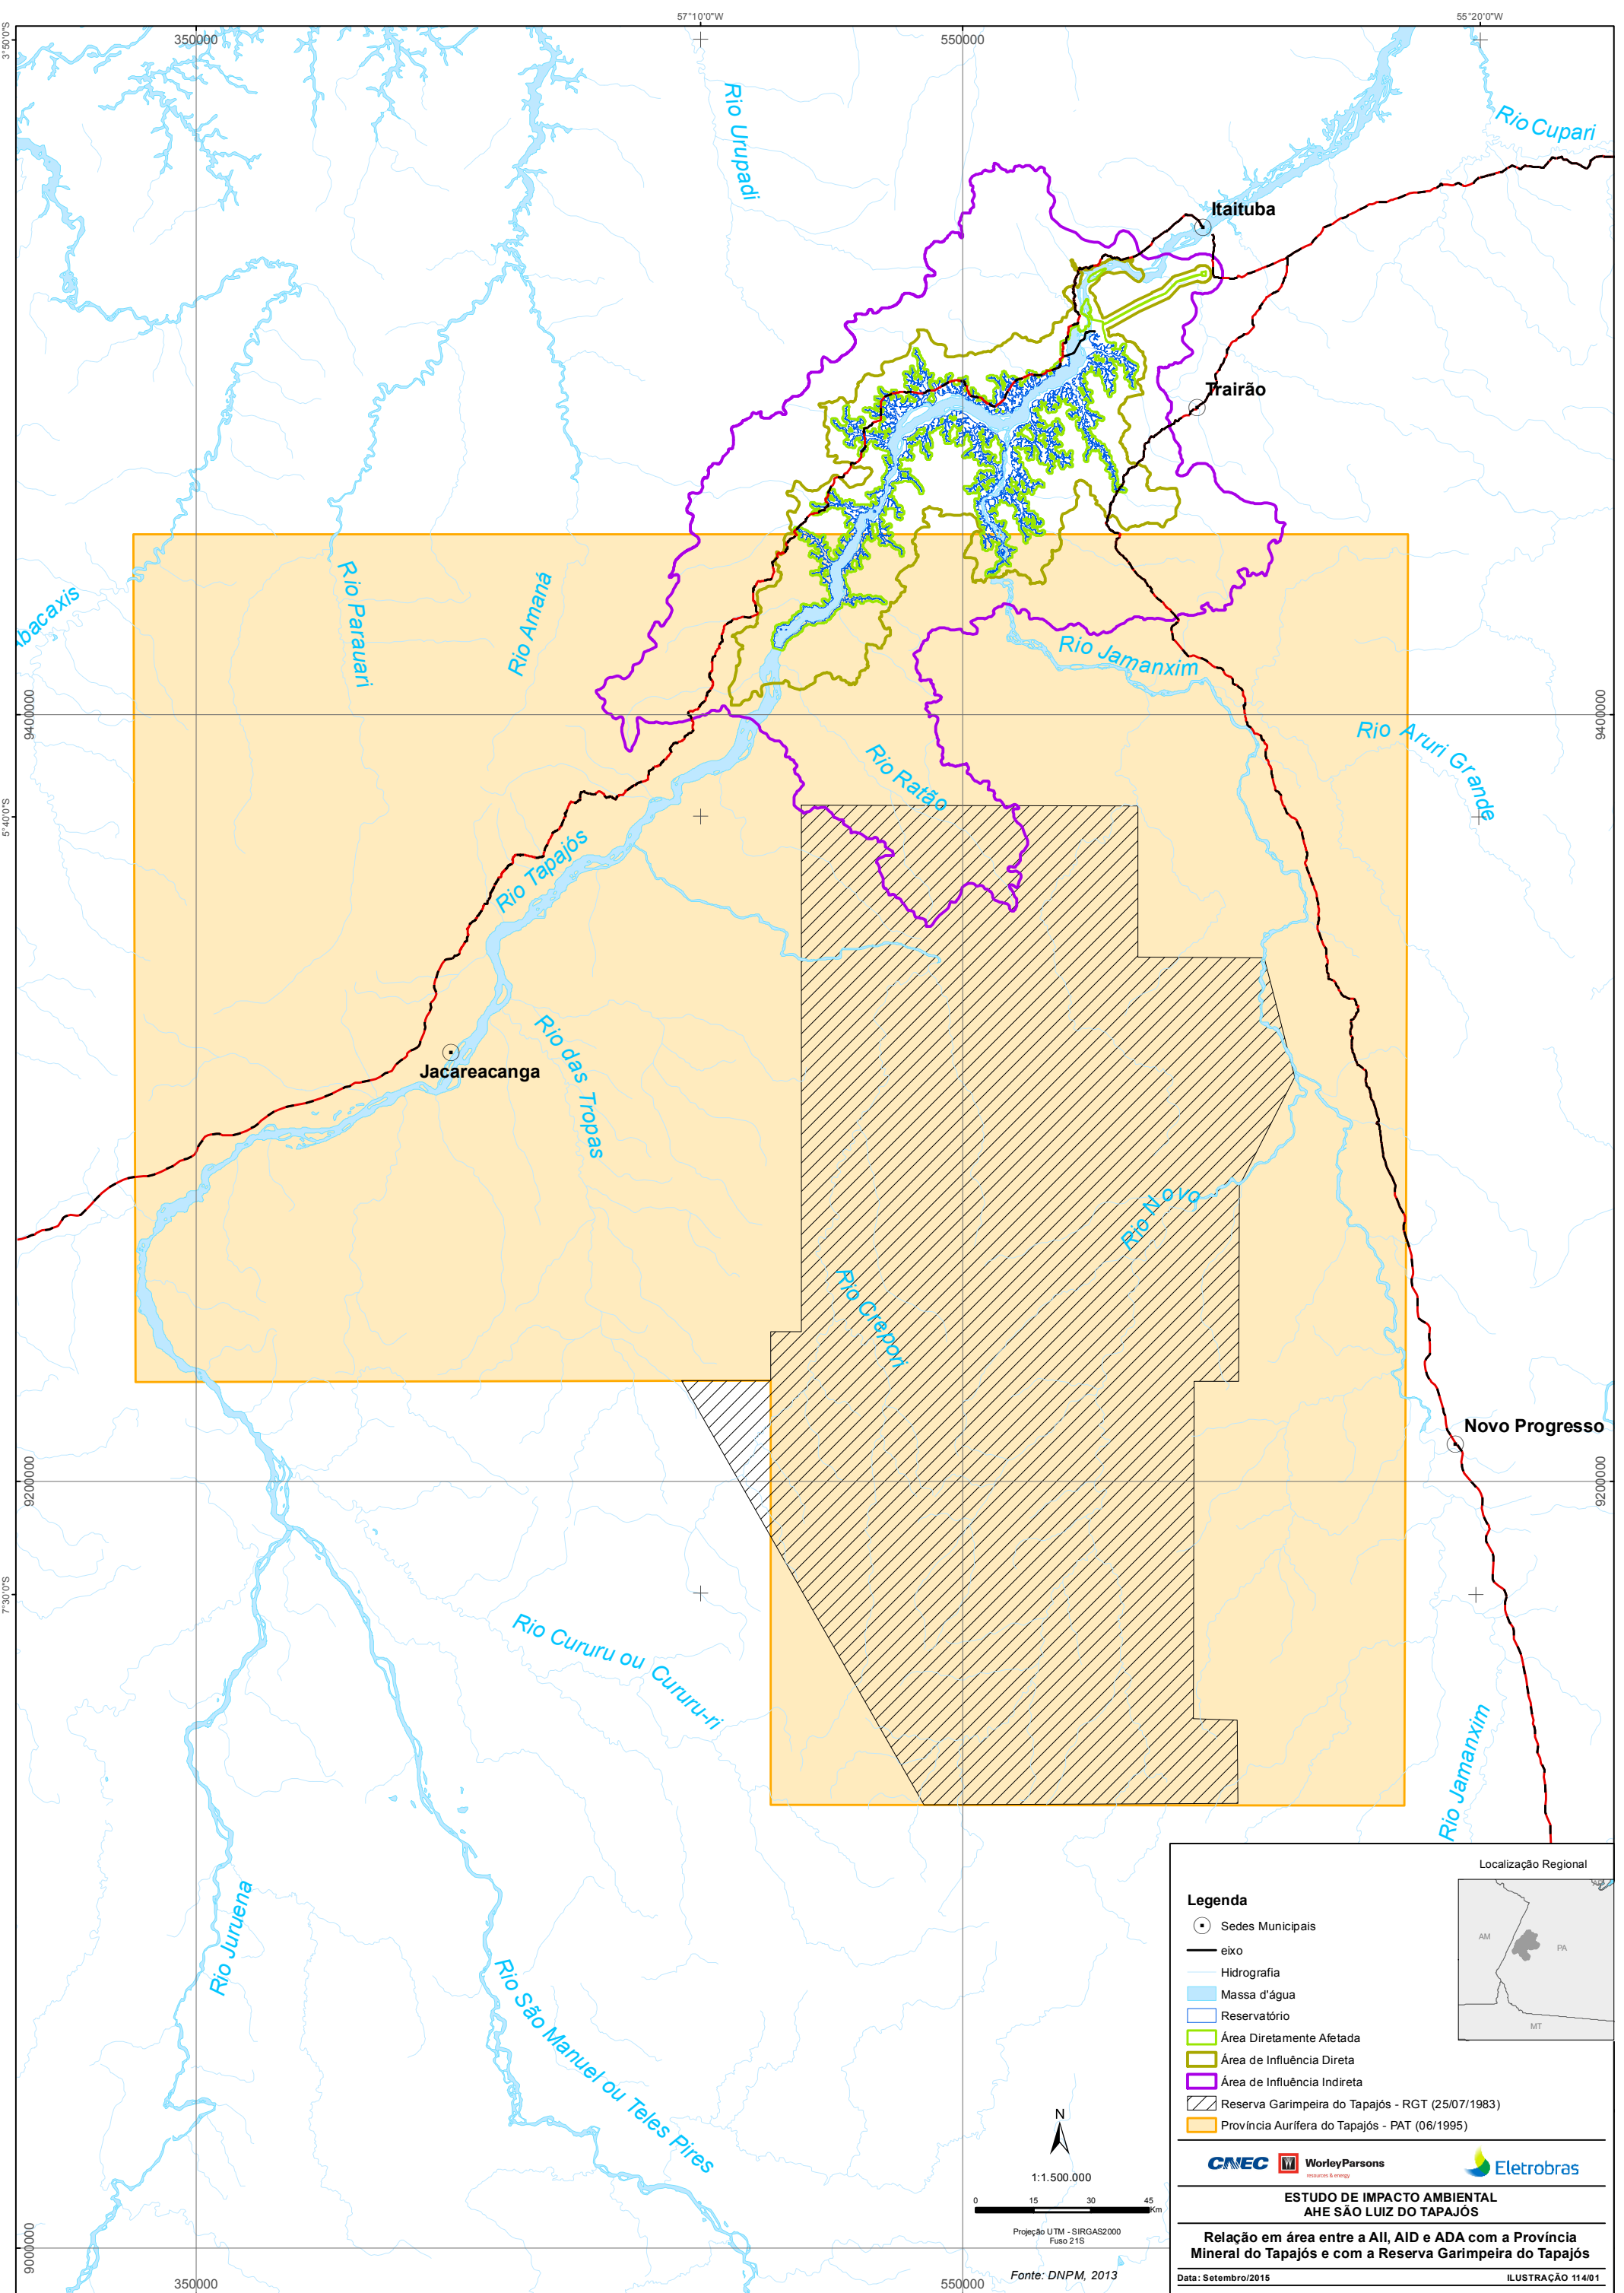 57°10'0"W
55°20'0"W
3°50'0"S
350000
550000
Rio Urupadi
Rio Cupari
Itaituba
Trairão
bacaxis
Rio Parauari
Rio Amaná
Rio Jamanxim
9400000
9400000
Rio Aruri Grande
Rio Ratão
5°40'0"S
Rio Tapajós
Rio das Tropas
Jacareacanga
Rio Novo
Rio Crepori
Novo Progresso
9200000
9200000
7°30'0"S
Rio Cururu ou Cururu-ri
Rio Jamanxim
Rio Juruena
Rio São Manuel ou Teles Pires
Localização Regional
AM
PA
MT
Legenda
Sedes Municipais
eixo
Hidrografia
Massa d'água
Reservatório
Área Diretamente Afetada
Área de Influência Direta
Área de Influência Indireta
Reserva Garimpeira do Tapajós - RGT (25/07/1983)
Província Aurífera do Tapajós - PAT (06/1995)
N
1:1.500.000
0 15 30 45
Km
Projeção UTM - SIRGAS2000
Fuso 21S
Fonte: DNPM, 2013
CNEC
WorleyParsons
resources & energy
Eletrobras
ESTUDO DE IMPACTO AMBIENTAL
AHE SÃO LUIZ DO TAPAJÓS
Relação em área entre a AII, AID e ADA com a Província
Mineral do Tapajós e com a Reserva Garimpeira do Tapajós
Data: Setembro/2015
ILUSTRAÇÃO 114/01
9000000
350000
550000